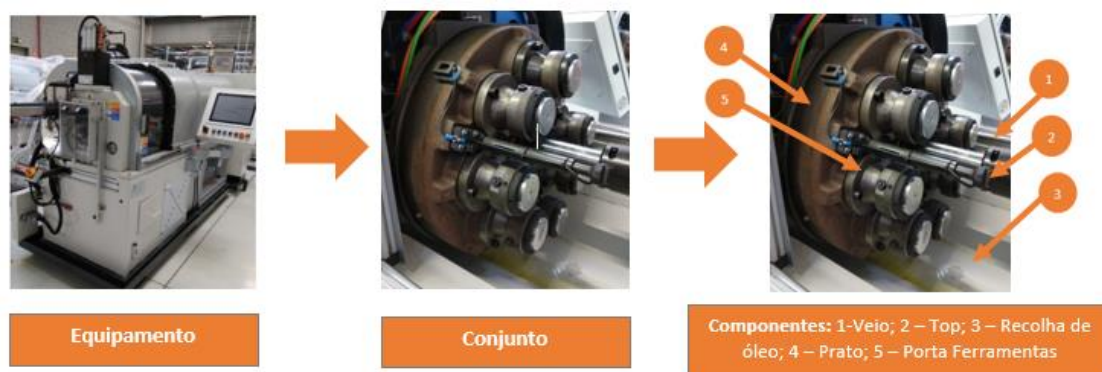 4
5
1
2
3
Equipamento
Conjunto
Componentes: 1-Veio; 2 – Top; 3 – Recolha de
óleo; 4 – Prato; 5 – Porta Ferramentas